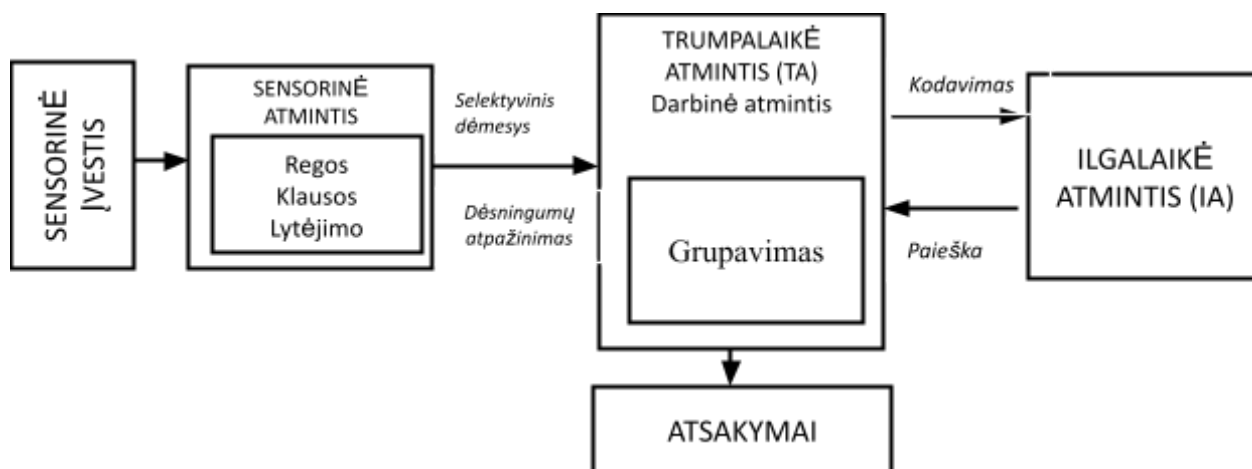 SENSORINĖ
ĮVESTIS
SENSORINĖ
ATMINTIS
Regos
Klausos
Lytėjimo
Selektyvinis
dėmesys
Dėsningumų
atpažinimas
TRUMPALAIKĖ
ATMINTIS (TA)
Darbinė atmintis
Grupavimas
Kodavimas
Paieška
ILGALAIKĖ
ATMINTIS (IA)
ATSAKYMAI